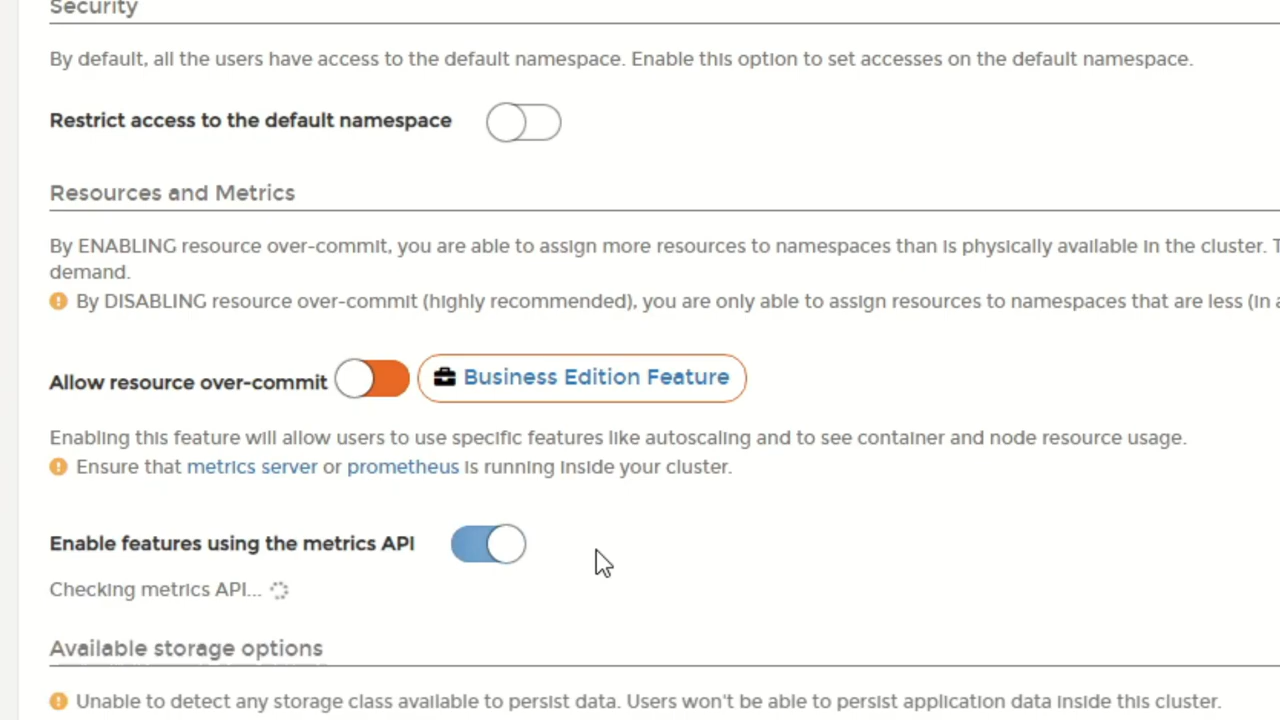 Security
By default, all the users have access to the default namespace. Enable this option to set accesses on the default namespace.
Restrict access to the default namespace
Resources and Metrics
By ENABLING resource over-commit, you are able to assign more resources to namespaces than is physically available in the cluster. T
demand.
By DISABLING resource over-commit (highly recommended), you are only able to assign resources to namespaces that are less (in a
Allow resource over-commit Business Edition Feature
Enabling this feature will allow users to use specific features like autoscaling and to see container and node resource usage.
Ensure that metrics server or prometheus is running inside your cluster.
Enable features using the metrics API
Checking metrics API...
Available storage options
Unable to detect any storage class available to persist data. Users won't be able to persist application data inside this cluster.